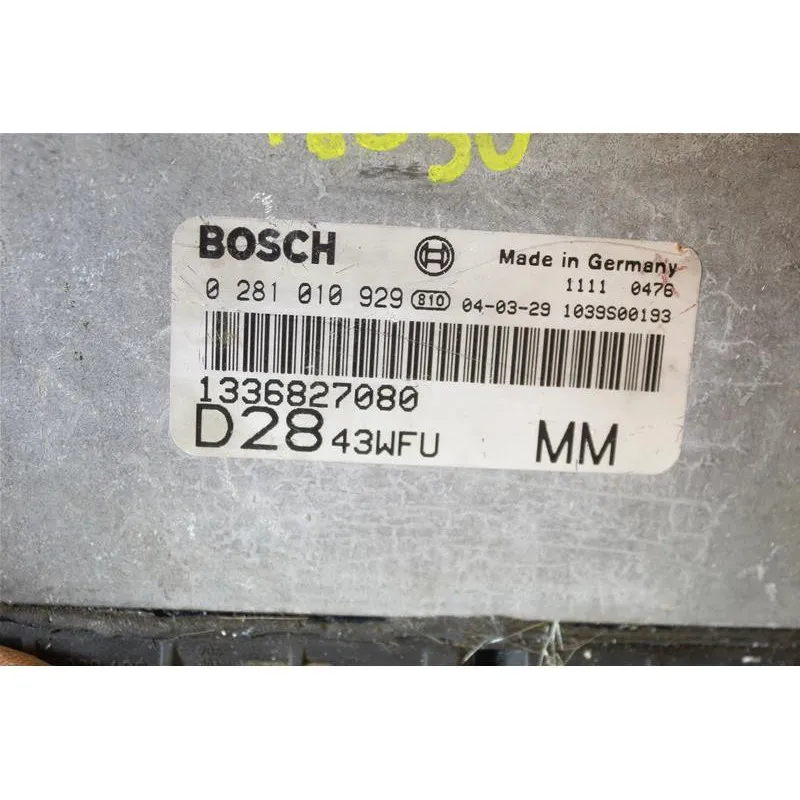 BOSCH
Made in Germany
1111 0476
0 281 010 929 810 04-03-29 1039S00193
1336827080
D28 43WFU MM